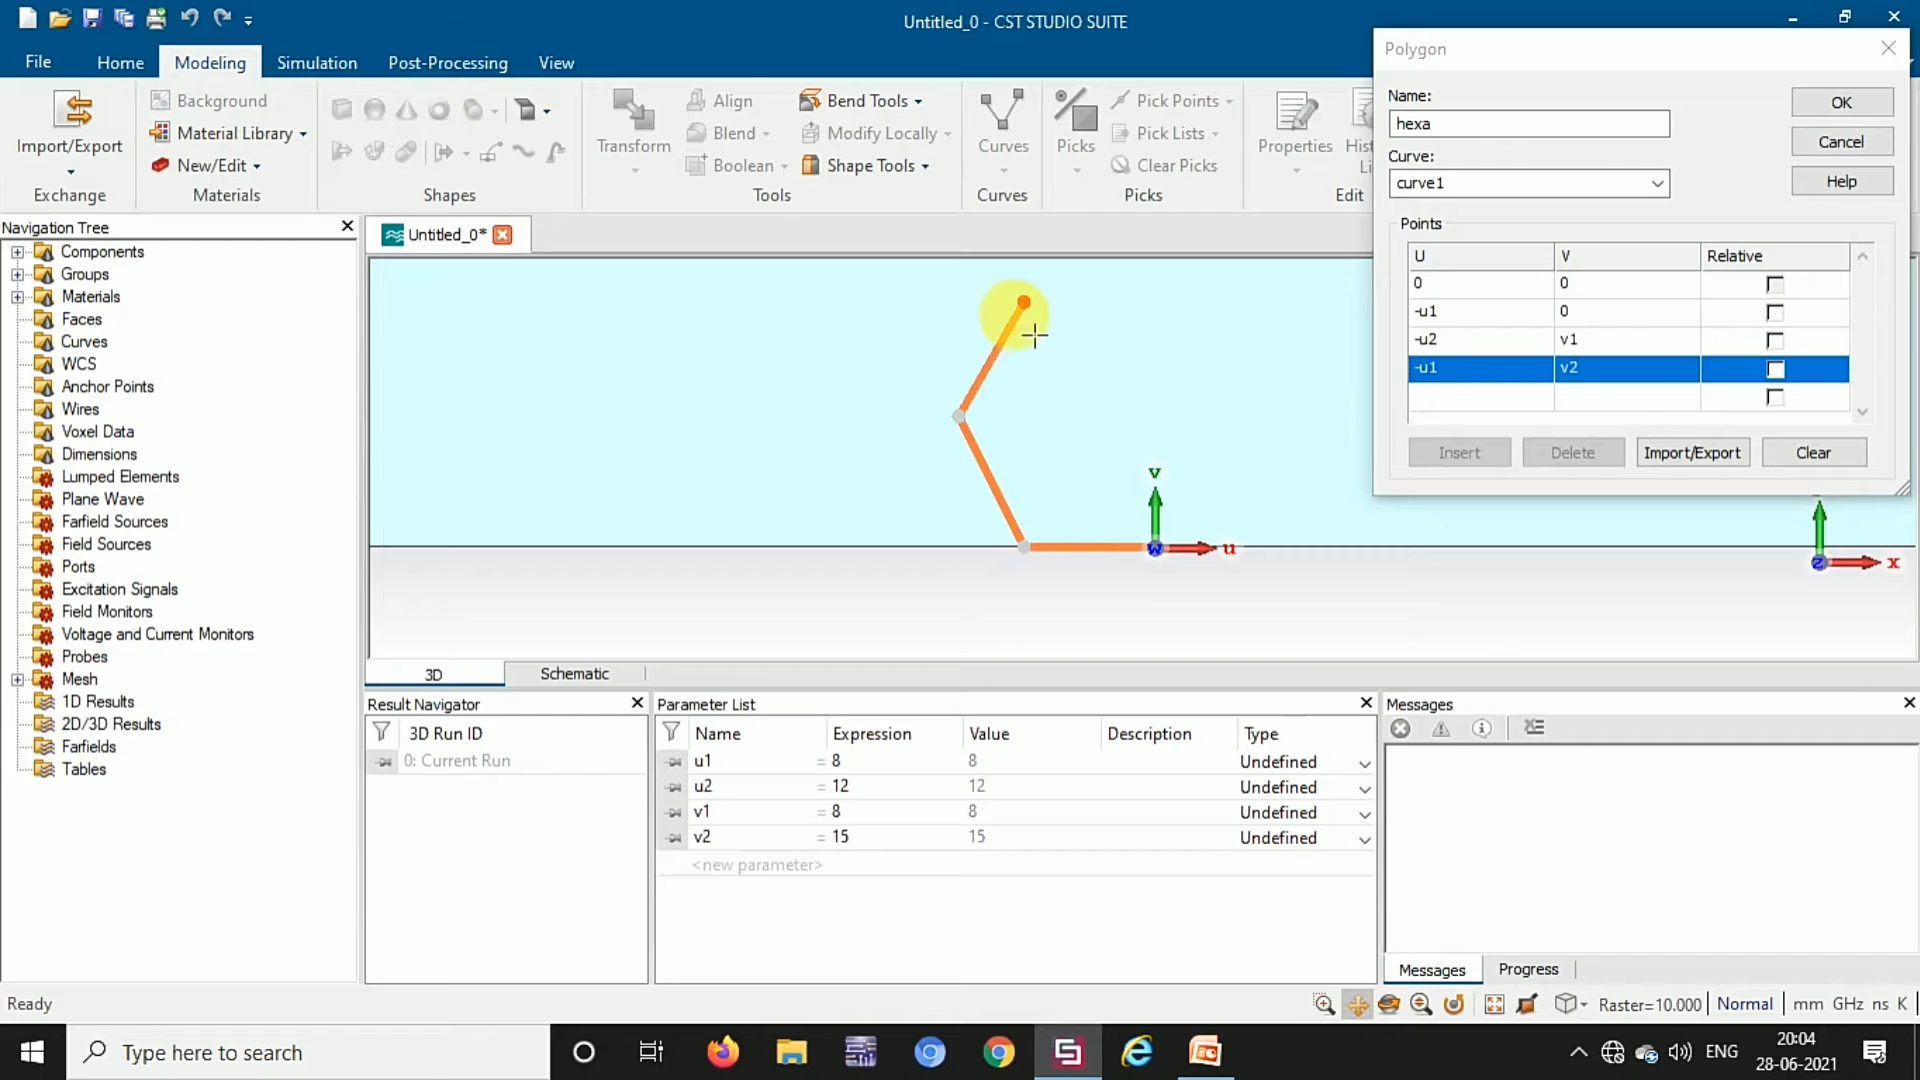 Untitled_0 - CST STUDIO SUITE
File Home Modeling Simulation Post-Processing View
Import/Export
Exchange
Background
Material Library
New/Edit
Materials
Shapes
Transform
Align
Blend
Boolean
Bend Tools
Modify Locally
Shape Tools
Tools
Curves
Curves
Picks
Pick Points
Pick Lists
Clear Picks
Picks
Properties
Edit
Polygon
Name:
hexa
Curve:
curve1
OK
Cancel
Help
Points
U V Relative
0 0
-u1 0
-u2 v1
-u1 v2
Insert Delete Import/Export Clear
Navigation Tree
Components
Groups
Materials
Faces
Curves
WCS
Anchor Points
Wires
Voxel Data
Dimensions
Lumped Elements
Plane Wave
Farfield Sources
Field Sources
Ports
Excitation Signals
Field Monitors
Voltage and Current Monitors
Probes
Mesh
1D Results
2D/3D Results
Farfields
Tables
Untitled_0*
v
w
u
z
x
3D Schematic
Result Navigator
3D Run ID
0: Current Run
Parameter List
Name Expression Value Description Type
u1 = 8 8 Undefined
u2 = 12 12 Undefined
v1 = 8 8 Undefined
v2 = 15 15 Undefined
<new parameter>
Messages
Messages Progress
Ready
Raster=10.000 Normal mm GHz ns K
Type here to search
ENG
20:04
28-06-2021